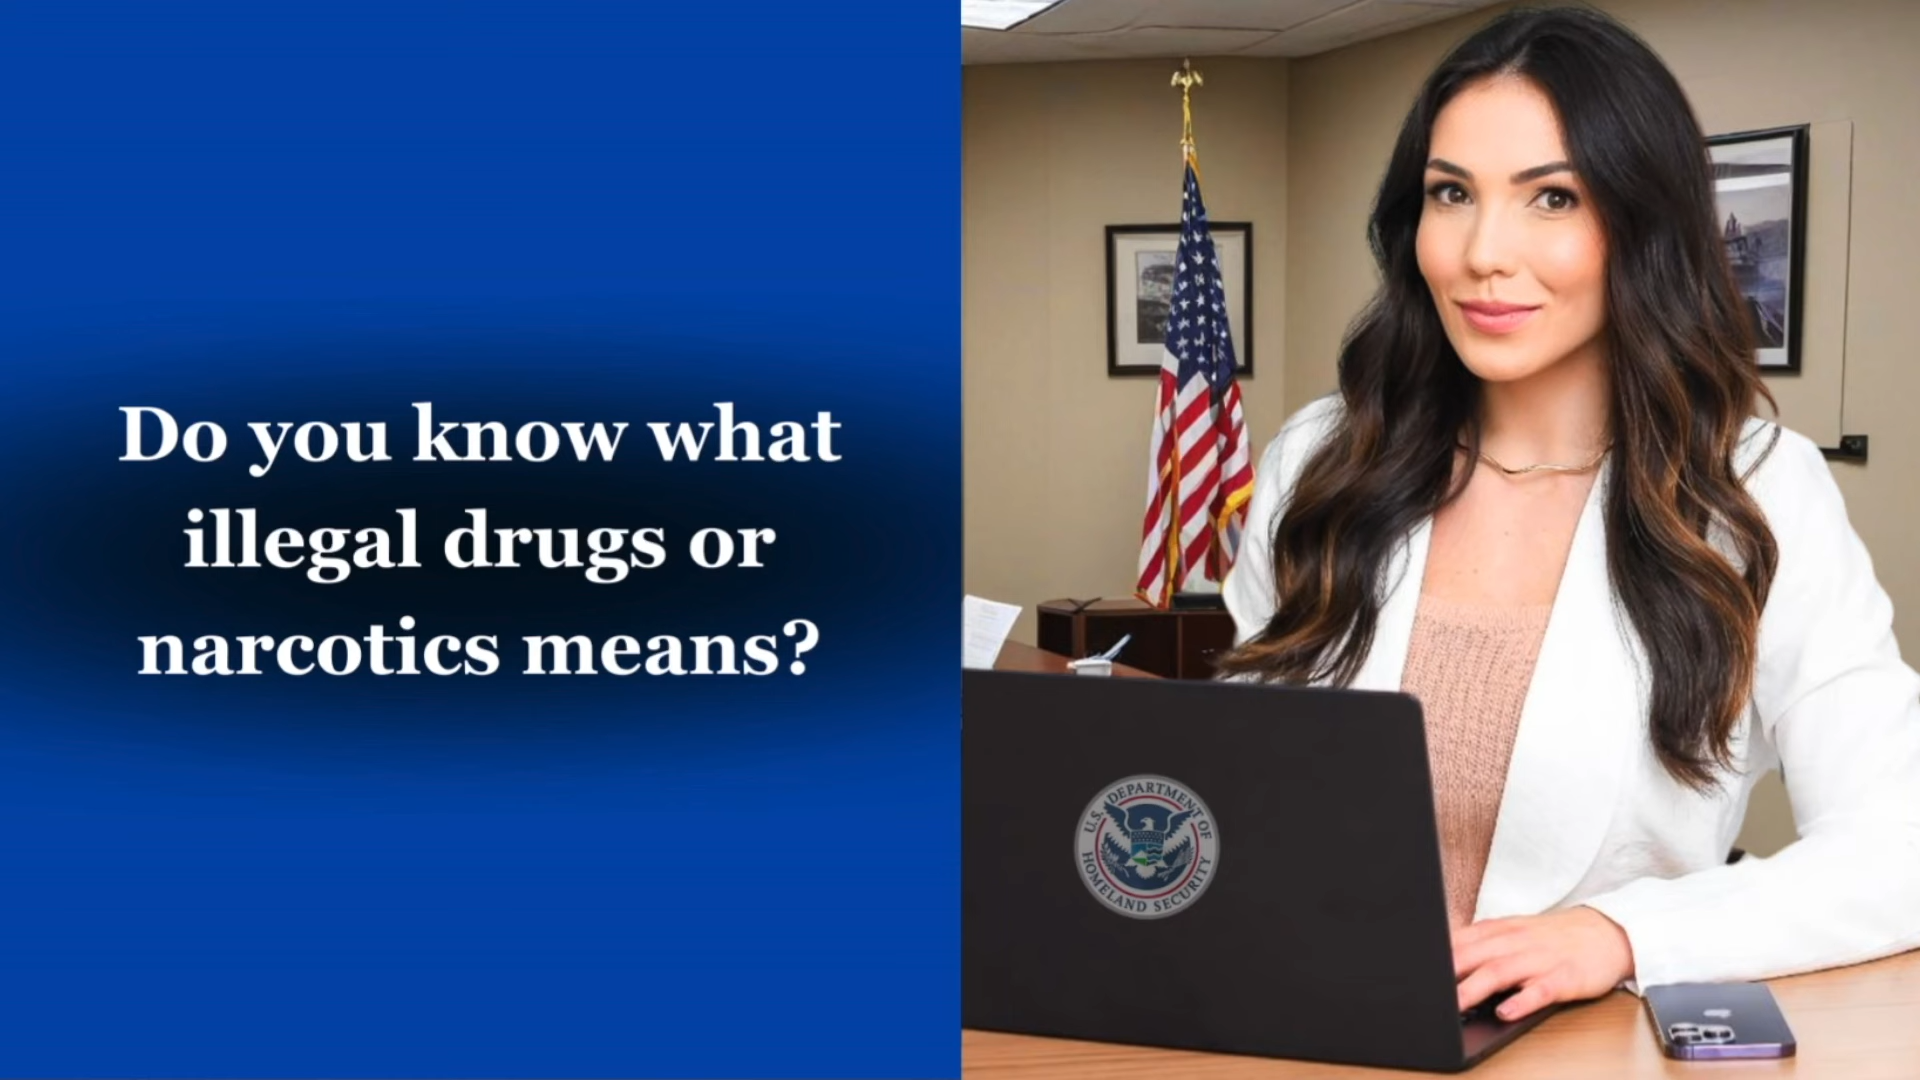 Do you know what
illegal drugs or
narcotics means?
U.S. DEPARTMENT OF
HOMELAND SECURITY